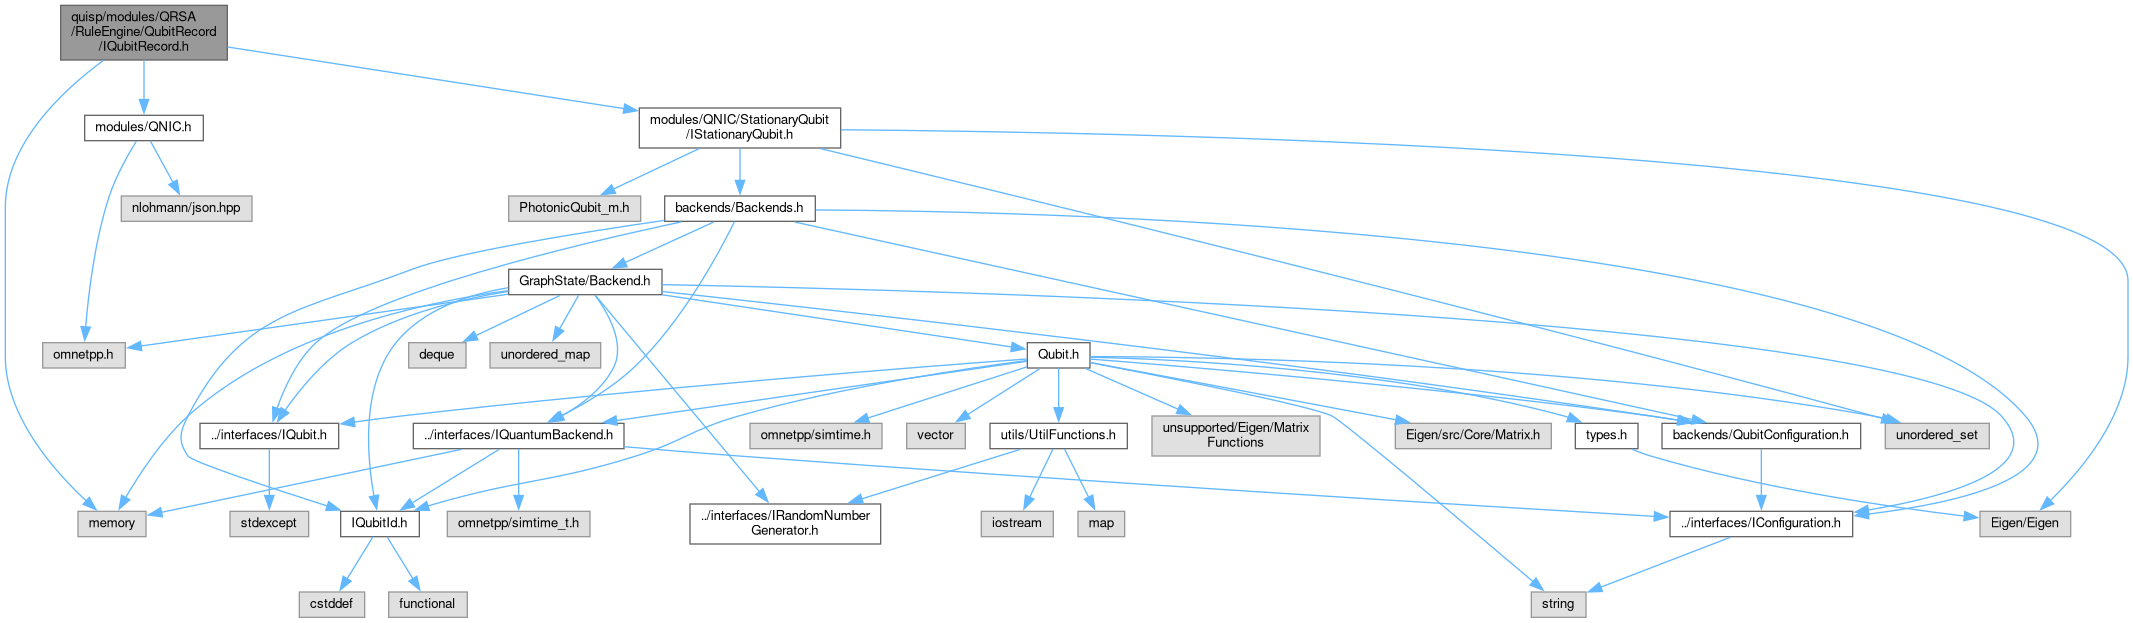 quisp/modules/QRSA
/RuleEngine/QubitRecord
/IQubitRecord.h
modules/QNIC.h
modules/QNIC/StationaryQubit
/IStationaryQubit.h
nlohmann/json.hpp
PhotonicQubit_m.h
backends/Backends.h
GraphState/Backend.h
omnetpp.h
deque
unordered_map
Qubit.h
../interfaces/IQubit.h
../interfaces/IQuantumBackend.h
omnetpp/simtime.h
vector
utils/UtilFunctions.h
unsupported/Eigen/Matrix
Functions
Eigen/src/Core/Matrix.h
types.h
backends/QubitConfiguration.h
unordered_set
memory
stdexcept
IQubitId.h
omnetpp/simtime_t.h
../interfaces/IRandomNumber
Generator.h
iostream
map
../interfaces/IConfiguration.h
Eigen/Eigen
cstddef
functional
string